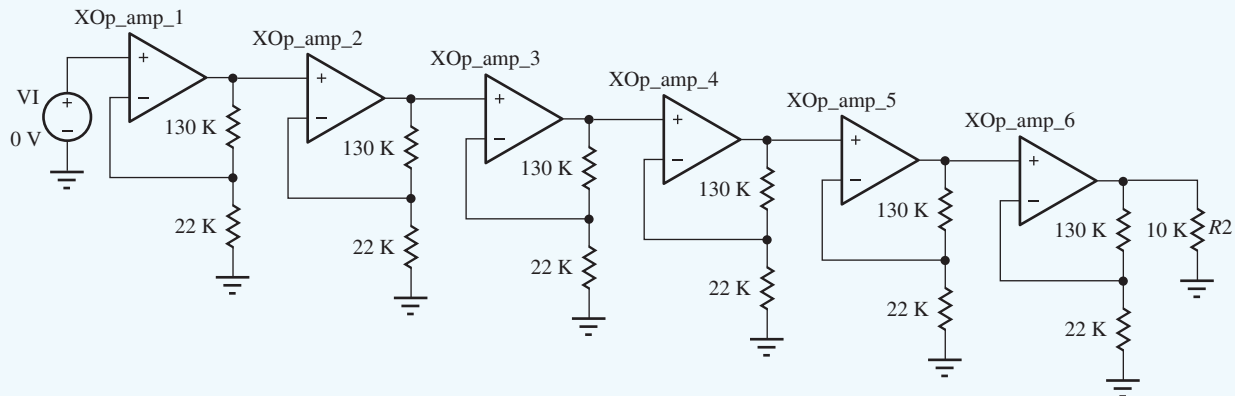 XOp_amp_1
+
−
VI
+
−
0 V
130 K
22 K
XOp_amp_2
+
−
130 K
22 K
XOp_amp_3
+
−
130 K
22 K
XOp_amp_4
+
−
130 K
22 K
XOp_amp_5
+
−
130 K
22 K
XOp_amp_6
+
−
130 K
22 K
10 K
R2